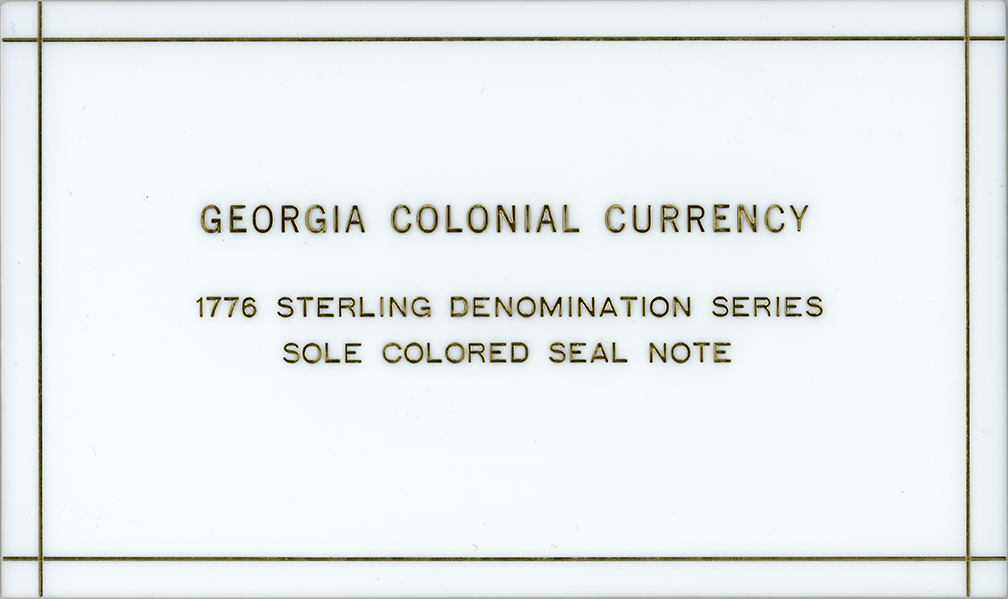 GEORGIA COLONIAL CURRENCY
1776 STERLING DENOMINATION SERIES
SOLE COLORED SEAL NOTE